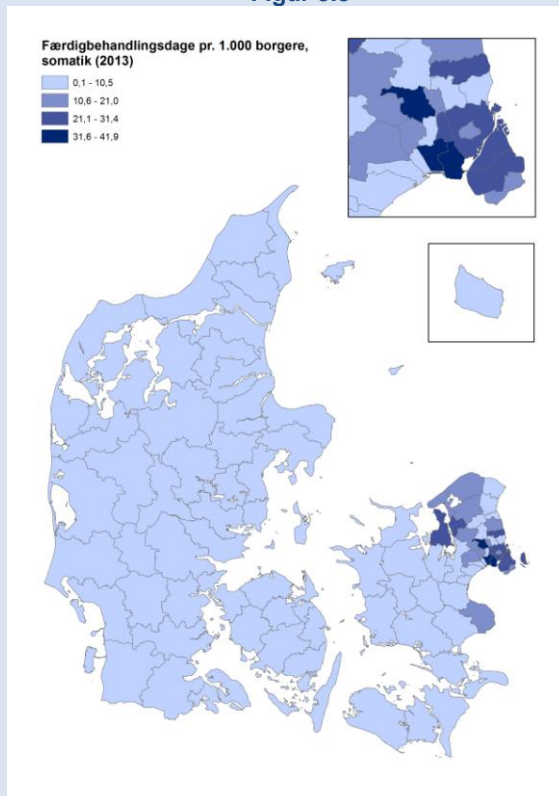 Færdigbehandlingsdage pr. 1.000 borgere,
somatik (2013)
0,1 - 10,5
10,6 - 21,0
21,1 - 31,4
31,6 - 41,9